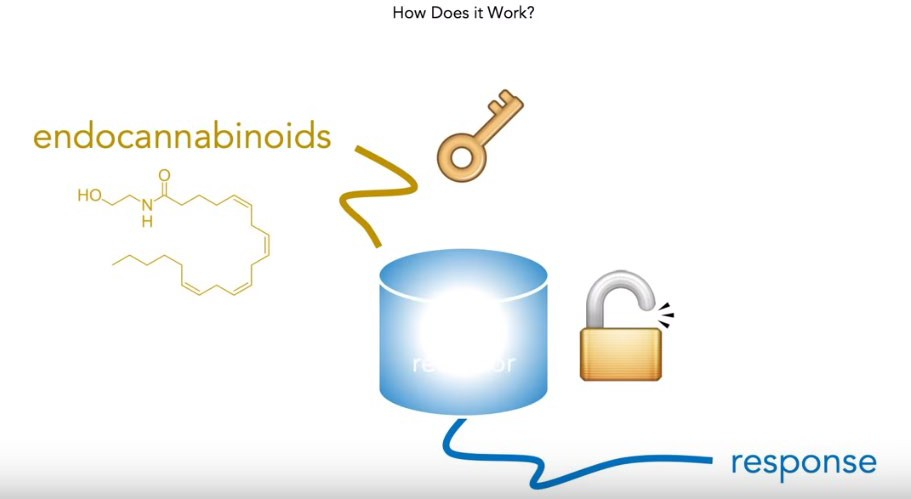 How Does it Work?
endocannabinoids
O
HO
N
H
response